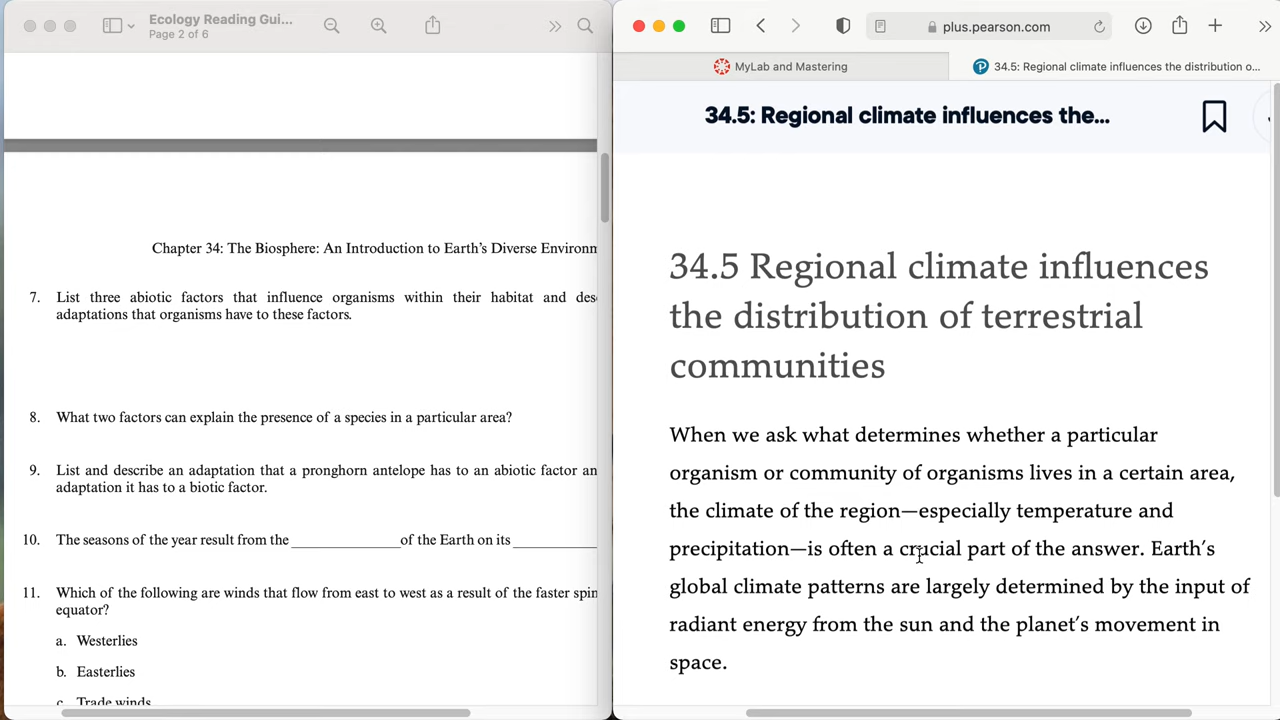 Ecology Reading Gui...
Page 2 of 6
Chapter 34: The Biosphere: An Introduction to Earth's Diverse Environm
7. List three abiotic factors that influence organisms within their habitat and des
adaptations that organisms have to these factors.
8. What two factors can explain the presence of a species in a particular area?
9. List and describe an adaptation that a pronghorn antelope has to an abiotic factor an
adaptation it has to a biotic factor.
10. The seasons of the year result from the _______________ of the Earth on its ___________
11. Which of the following are winds that flow from east to west as a result of the faster spin
equator?
a. Westerlies
b. Easterlies
c. Trade winds
plus.pearson.com
MyLab and Mastering
34.5: Regional climate influences the distribution o...
34.5: Regional climate influences the...
34.5 Regional climate influences
the distribution of terrestrial
communities
When we ask what determines whether a particular
organism or community of organisms lives in a certain area,
the climate of the region—especially temperature and
precipitation—is often a crucial part of the answer. Earth's
global climate patterns are largely determined by the input of
radiant energy from the sun and the planet's movement in
space.